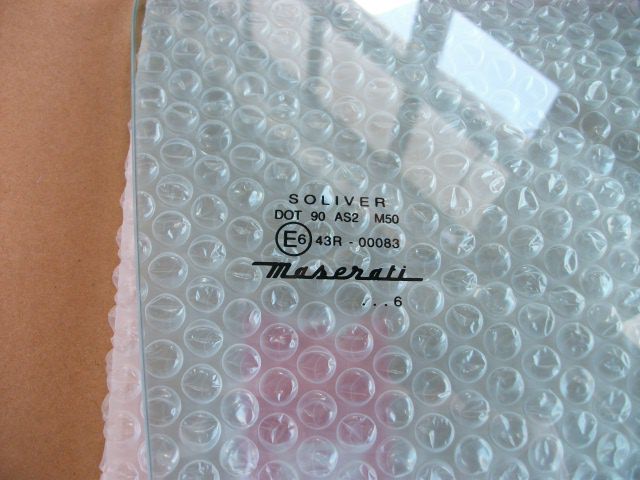 SOLIVER
DOT 90 AS2 M50
E6 43R - 00083
Maserati
/..6